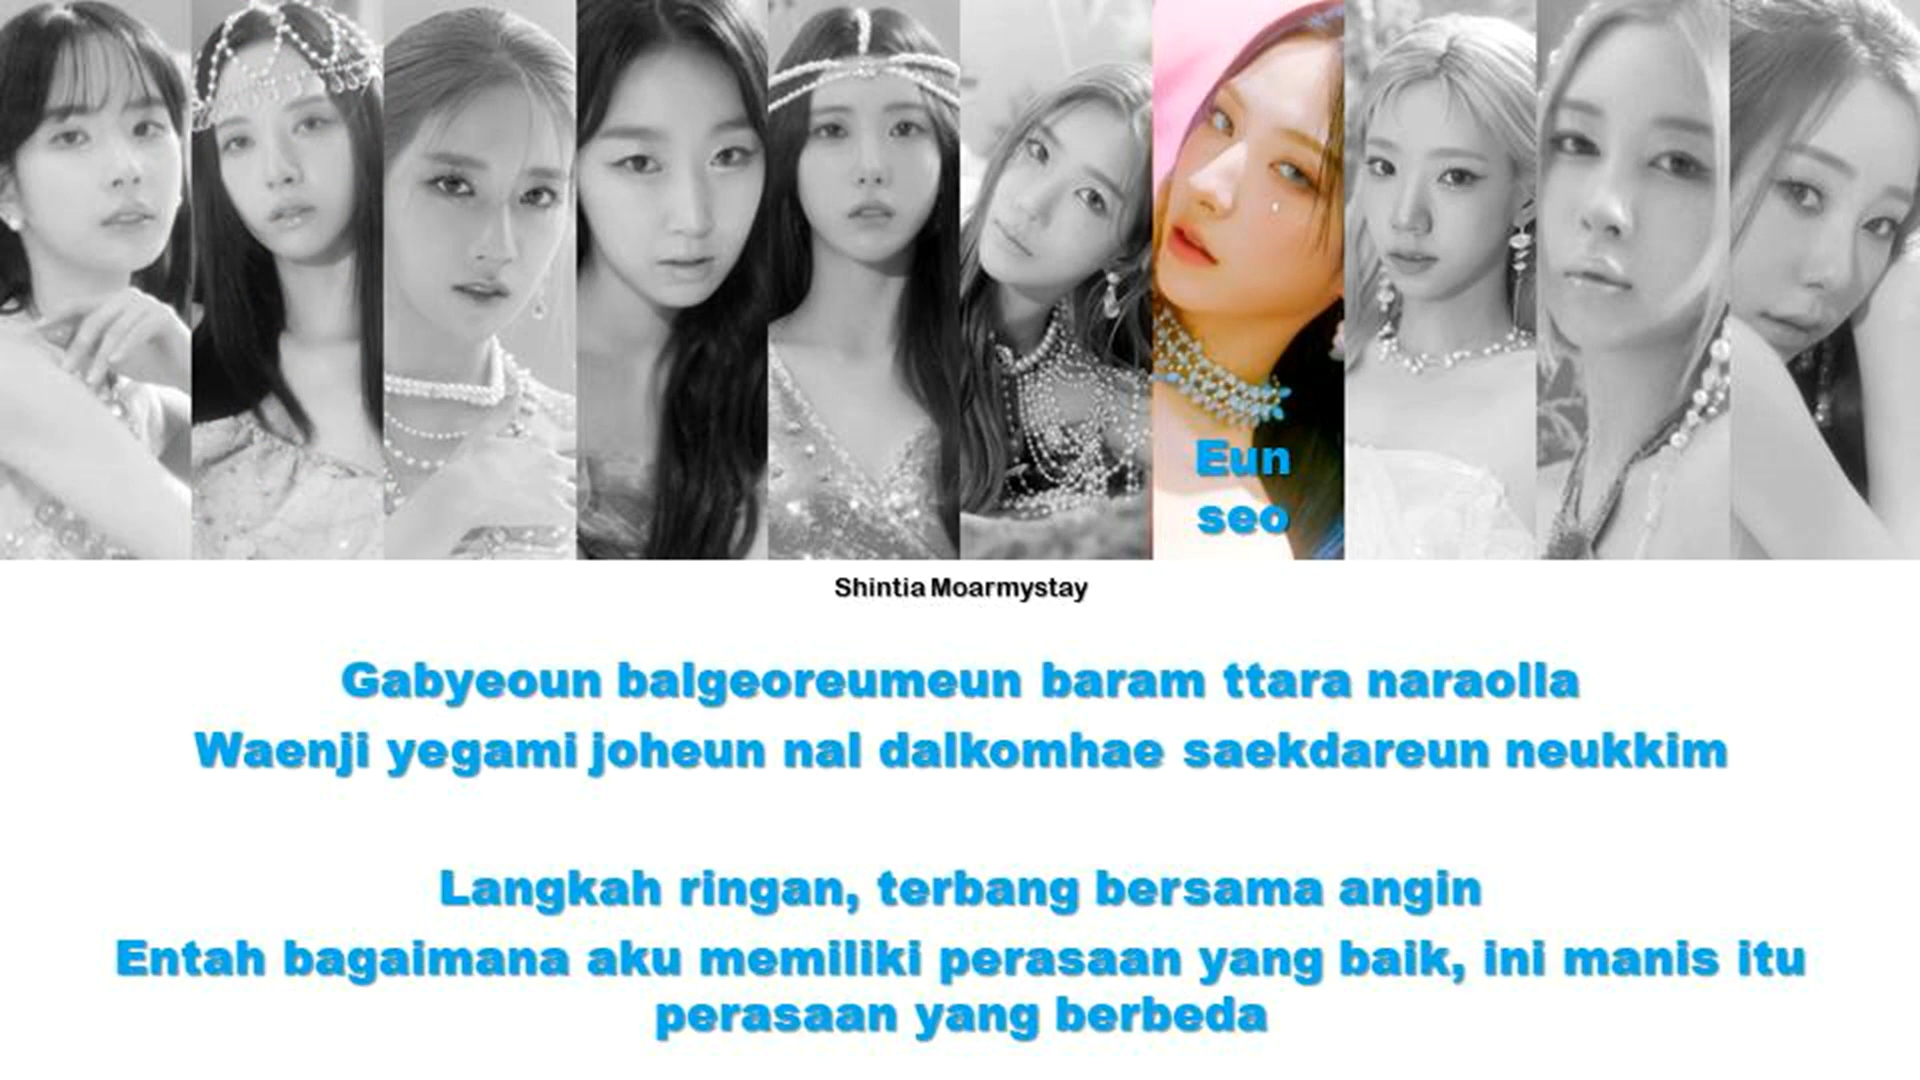 Eun
seo
Shintia Moarmystay
Gabyeoun balgeoreumeun baram ttara naraolla
Waenji yegami joheun nal dalkomhae saekdareun neukkim
Langkah ringan, terbang bersama angin
Entah bagaimana aku memiliki perasaan yang baik, ini manis itu
perasaan yang berbeda